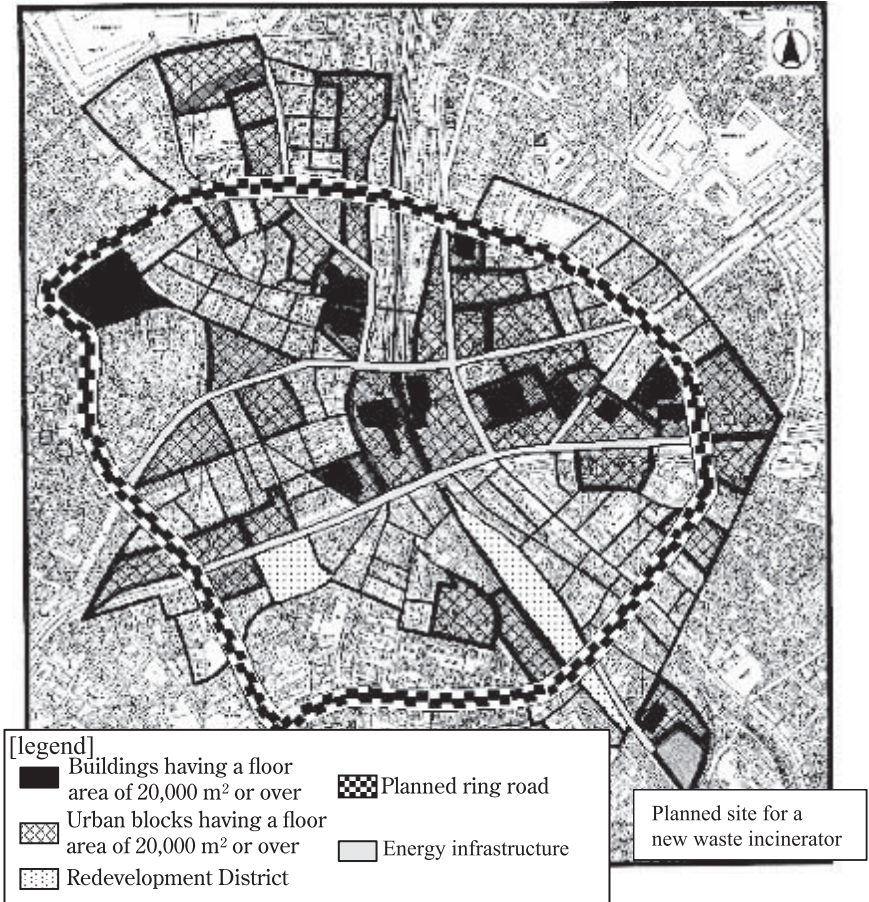 N
[legend]
Buildings having a floor
area of 20,000 m² or over
Urban blocks having a floor
area of 20,000 m² or over
Redevelopment District
Planned ring road
Energy infrastructure
Planned site for a
new waste incinerator